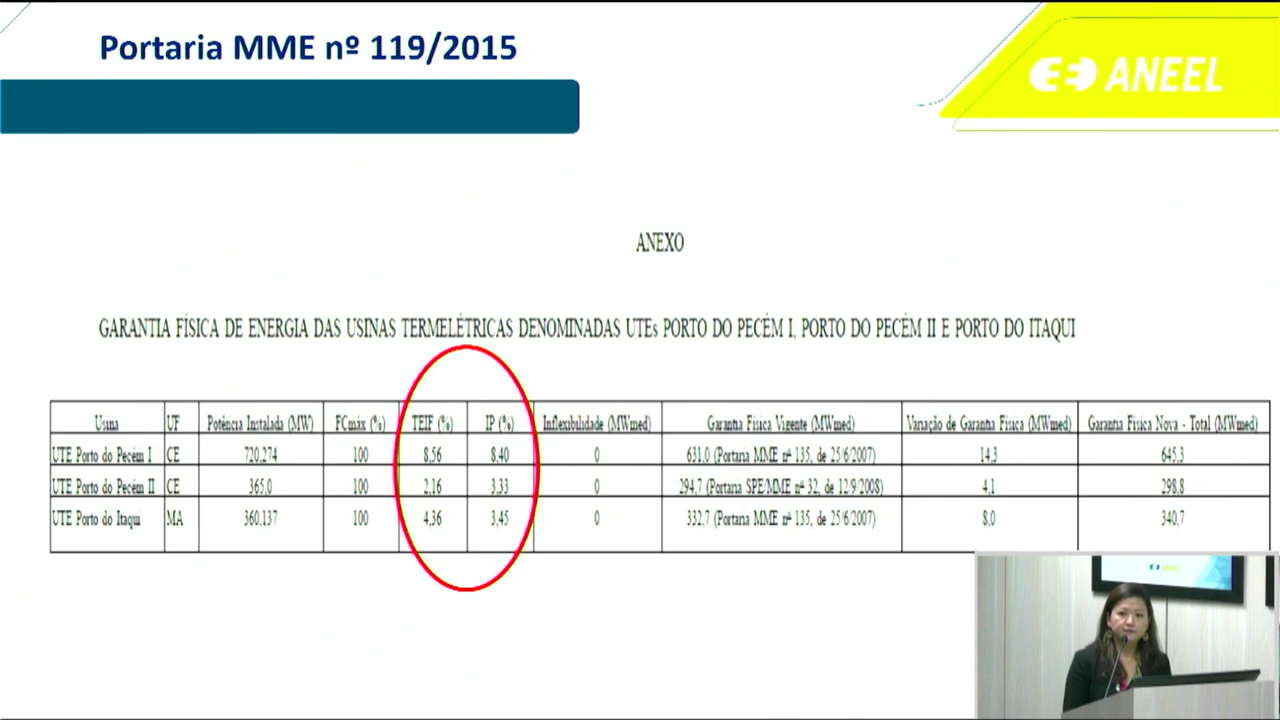 Portaria MME nº 119/2015
ANEEL
ANEXO
GARANTIA FÍSICA DE ENERGIA DAS USINAS TERMELÉTRICAS DENOMINADAS UTEs PORTO DO PECÉM I, PORTO DO PECÉM II E PORTO DO ITAQUI
Usina UF Potência Instalada (MW) FCmáx (%) TEIF (%) IP (%) Inflexibilidade (MWmed) Garantia Física Vigente (MWmed) Variação de Garantia Física (MWmed) Garantia Física Nova - Total (MWmed)
UTE Porto do Pecém I CE 720,274 100 8,56 8,40 0 631,0 (Portaria MME nº 135, de 25/6/2007) 14,3 645,3
UTE Porto do Pecém II CE 365,0 100 2,16 3,33 0 294,7 (Portaria SPE/MME nº 32, de 12/9/2008) 4,1 298,8
UTE Porto do Itaqui MA 360,137 100 4,36 3,45 0 332,7 (Portaria MME nº 135, de 25/6/2007) 8,0 340,7
ANEEL